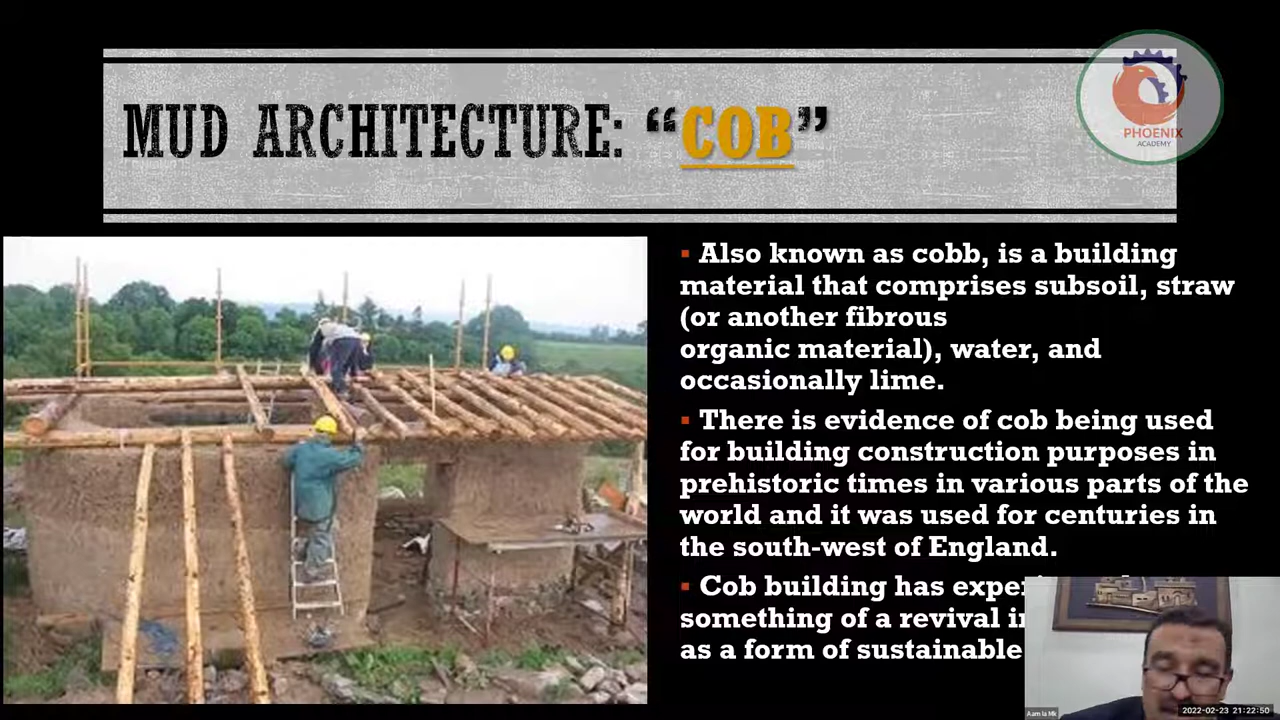 MUD ARCHITECTURE: “COB”
PHOENIX
ACADEMY
▪ Also known as cobb, is a building
material that comprises subsoil, straw
(or another fibrous
organic material), water, and
occasionally lime.
▪ There is evidence of cob being used
for building construction purposes in
prehistoric times in various parts of the
world and it was used for centuries in
the south-west of England.
▪ Cob building has
something of a revival
as a form of sustainable
2022-02-23 21:22:50